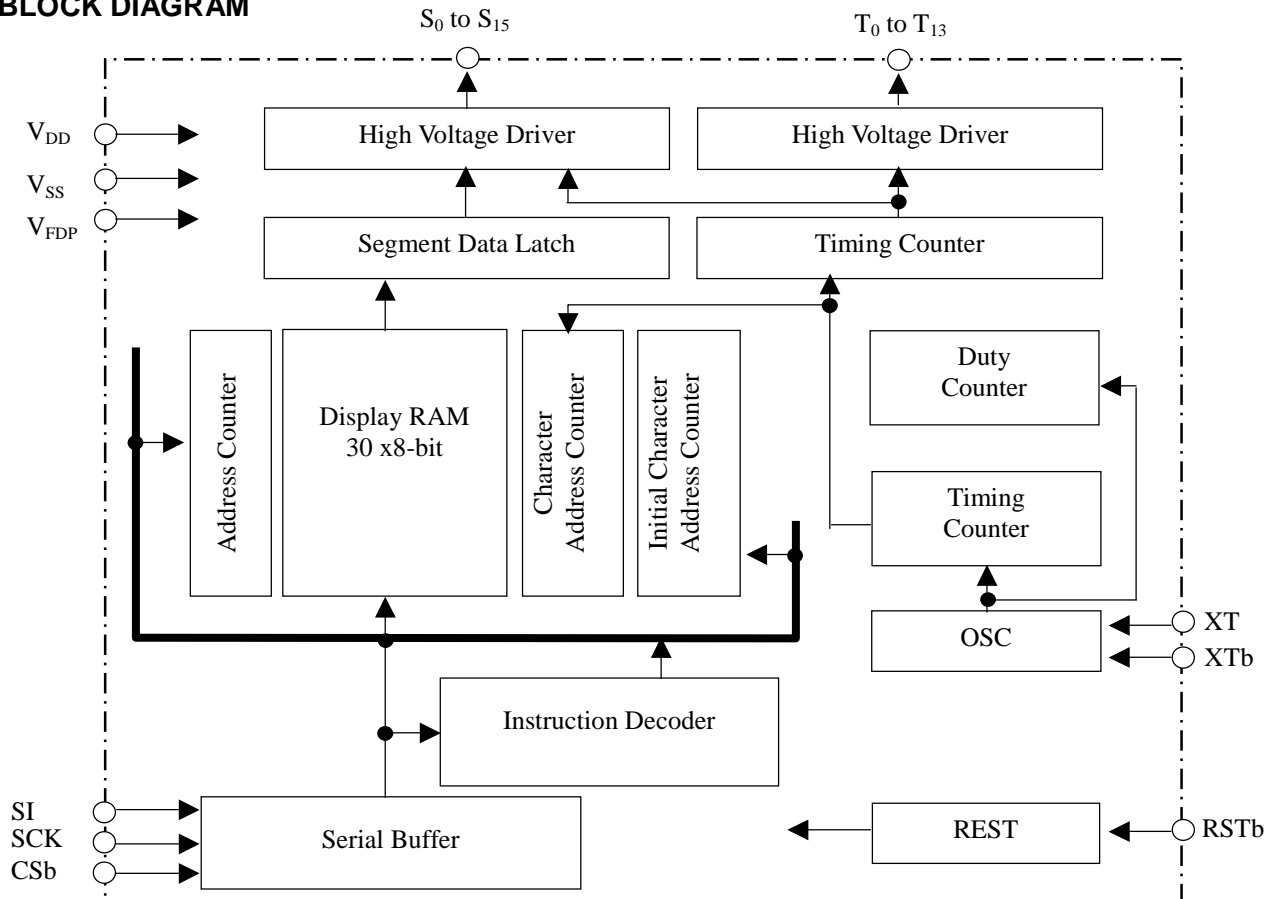 BLOCK DIAGRAM
S0 to S15
T0 to T13
VDD
VSS
VFDP
High Voltage Driver
High Voltage Driver
Segment Data Latch
Timing Counter
Address Counter
Display RAM
30 x8-bit
Character
Address Counter
Initial Character
Address Counter
Duty
Counter
Timing
Counter
OSC
XT
XTb
Instruction Decoder
SI
SCK
CSb
Serial Buffer
REST
RSTb